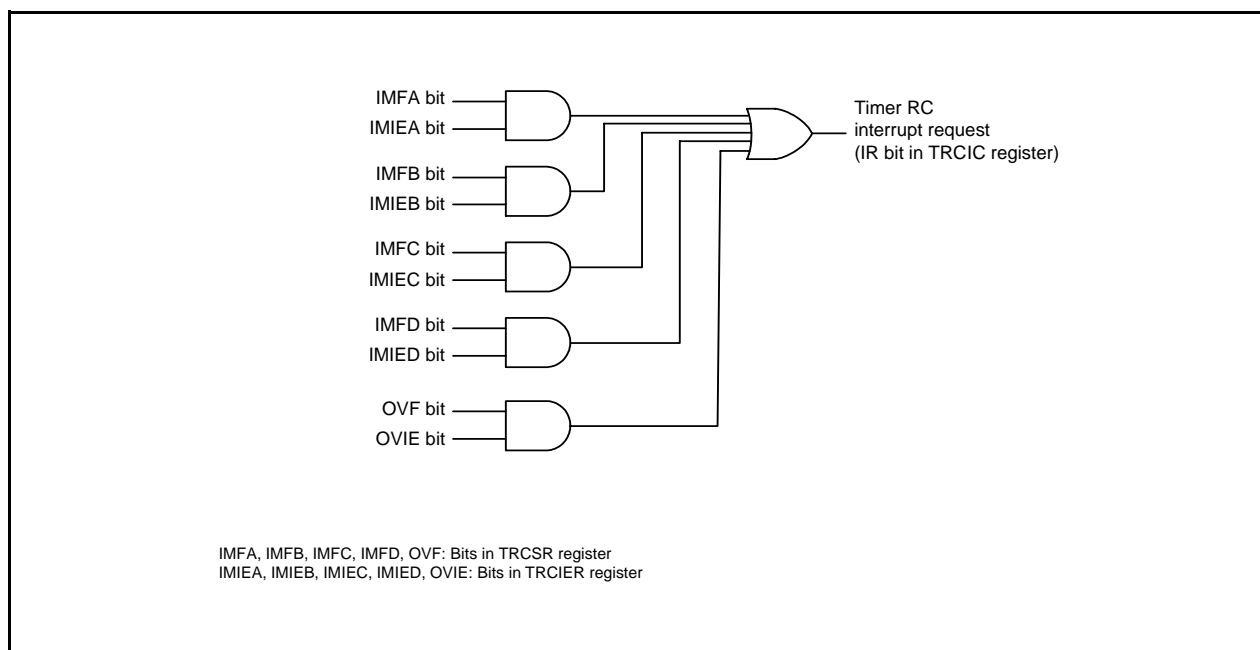 IMFA bit
IMIEA bit
IMFB bit
IMIEB bit
IMFC bit
IMIEC bit
IMFD bit
IMIED bit
OVF bit
OVIE bit
Timer RC
interrupt request
(IR bit in TRCIC register)
IMFA, IMFB, IMFC, IMFD, OVF: Bits in TRCSR register
IMIEA, IMIEB, IMIEC, IMIED, OVIE: Bits in TRCIER register